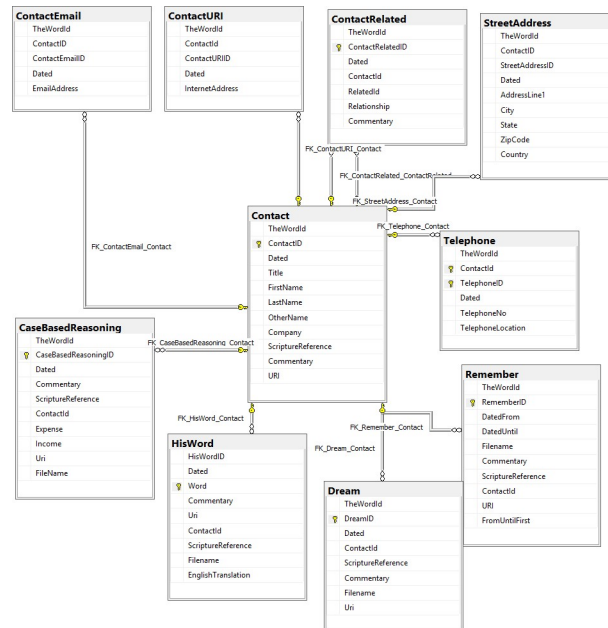 ContactEmail
TheWordId
ContactID
ContactEmailID
Dated
EmailAddress
ContactURI
TheWordId
ContactId
ContactURIID
Dated
InternetAddress
ContactRelated
TheWordId
ContactRelatedID
Dated
ContactId
RelatedId
Relationship
Commentary
StreetAddress
TheWordId
ContactID
StreetAddressID
Dated
AddressLine1
City
State
ZipCode
Country
FK_ContactURI_Contact
FK_ContactRelated_ContactRelated
FK_StreetAddress_Contact
FK_Telephone_Contact
FK_ContactEmail_Contact
Contact
TheWordId
ContactID
Dated
Title
FirstName
LastName
OtherName
Company
ScriptureReference
Commentary
URI
Telephone
TheWordId
ContactId
TelephoneID
Dated
TelephoneNo
TelephoneLocation
CaseBasedReasoning
TheWordId
CaseBasedReasoningID
Dated
Commentary
ScriptureReference
ContactId
Expense
Income
Uri
FileName
FK_CaseBasedReasoning_Contact
FK_HisWord_Contact
FK_Remember_Contact
FK_Dream_Contact
Remember
TheWordId
RememberID
DatedFrom
DatedUntil
Filename
Commentary
ScriptureReference
ContactId
URI
FromUntilFirst
HisWord
HisWordID
Dated
Word
Commentary
Uri
ContactId
ScriptureReference
Filename
EnglishTranslation
Dream
TheWordId
DreamID
Dated
ContactId
ScriptureReference
Commentary
Filename
Uri